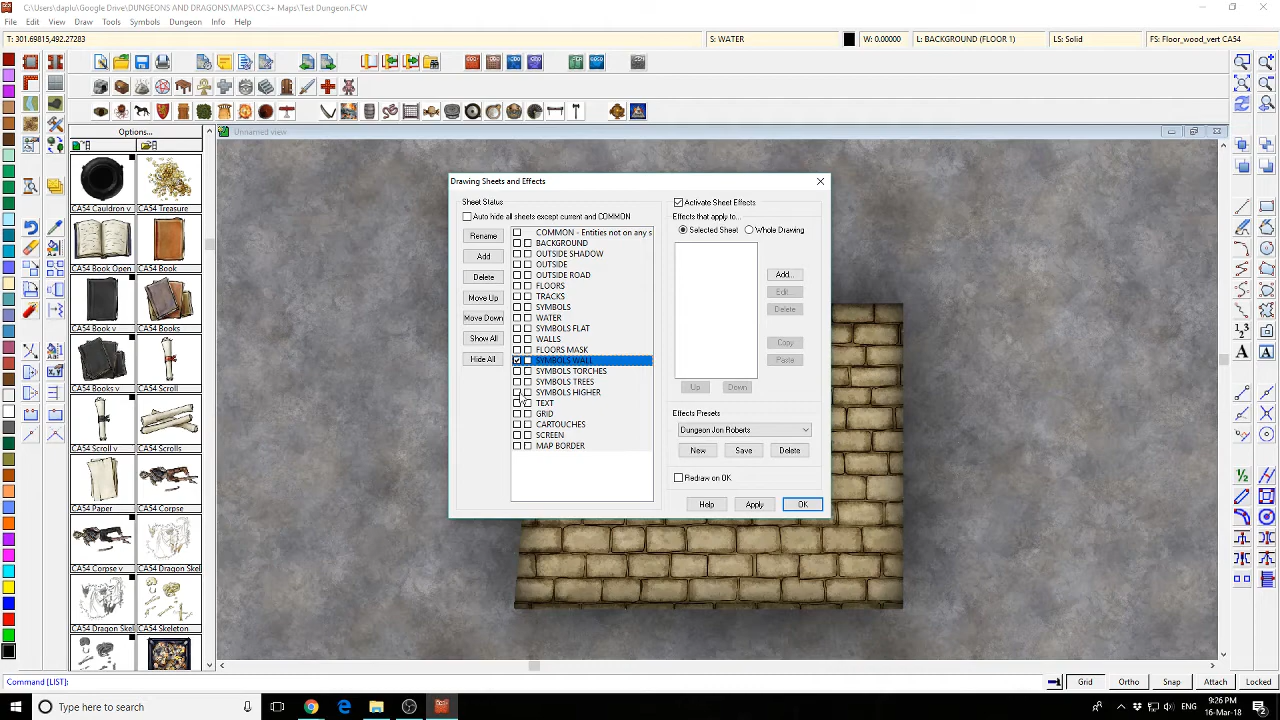 C:\Users\daplu\Google Drive\DUNGEONS AND DRAGONS\MAPS\CC3+ Maps\Test Dungeon.FCW
File Edit View Draw Tools Symbols Dungeon Info Help
T: 301.69815,492.27283 S: WATER W: 0.00000 L: BACKGROUND (FLOOR 1) LS: Solid FS: Floor_wood_vert CA54
Options...
Unnamed view
CA54 Cauldron v CA54 Treasure
CA54 Book Open CA54 Book
CA54 Book v CA54 Books
CA54 Books v CA54 Scroll
CA54 Scroll v CA54 Scrolls
CA54 Paper CA54 Corpse
CA54 Corpse v CA54 Dragon Skel
CA54 Dragon Skel CA54 Skeleton
Drawing Sheets and Effects
Sheet Status
Auto hide all sheets except current and COMMON
Rename
Add
Delete
Move Up
Move Down
Show All
Hide All
COMMON - Entities not on any s
BACKGROUND
OUTSIDE SHADOW
OUTSIDE
OUTSIDE ROAD
FLOORS
TRACKS
SYMBOLS
WATER
SYMBOLS FLAT
WALLS
FLOORS MASK
SYMBOLS WALL
SYMBOLS TORCHES
SYMBOLS TREES
SYMBOLS HIGHER
TEXT
GRID
CARTOUCHES
SCREEN
MAP BORDER
Activate Sheet Effects
Effects that apply to...
Selected Sheet Whole Drawing
Add...
Edit...
Delete
Copy
Paste
Up Down
Effects Presets
Dungeon Jon Roberts
New Save Delete
Redraw on OK
Help Apply OK
Command [LIST]:
Grid Ortho Snap Attach Locked
Type here to search
ENG
9:26 PM
16-Mar-18